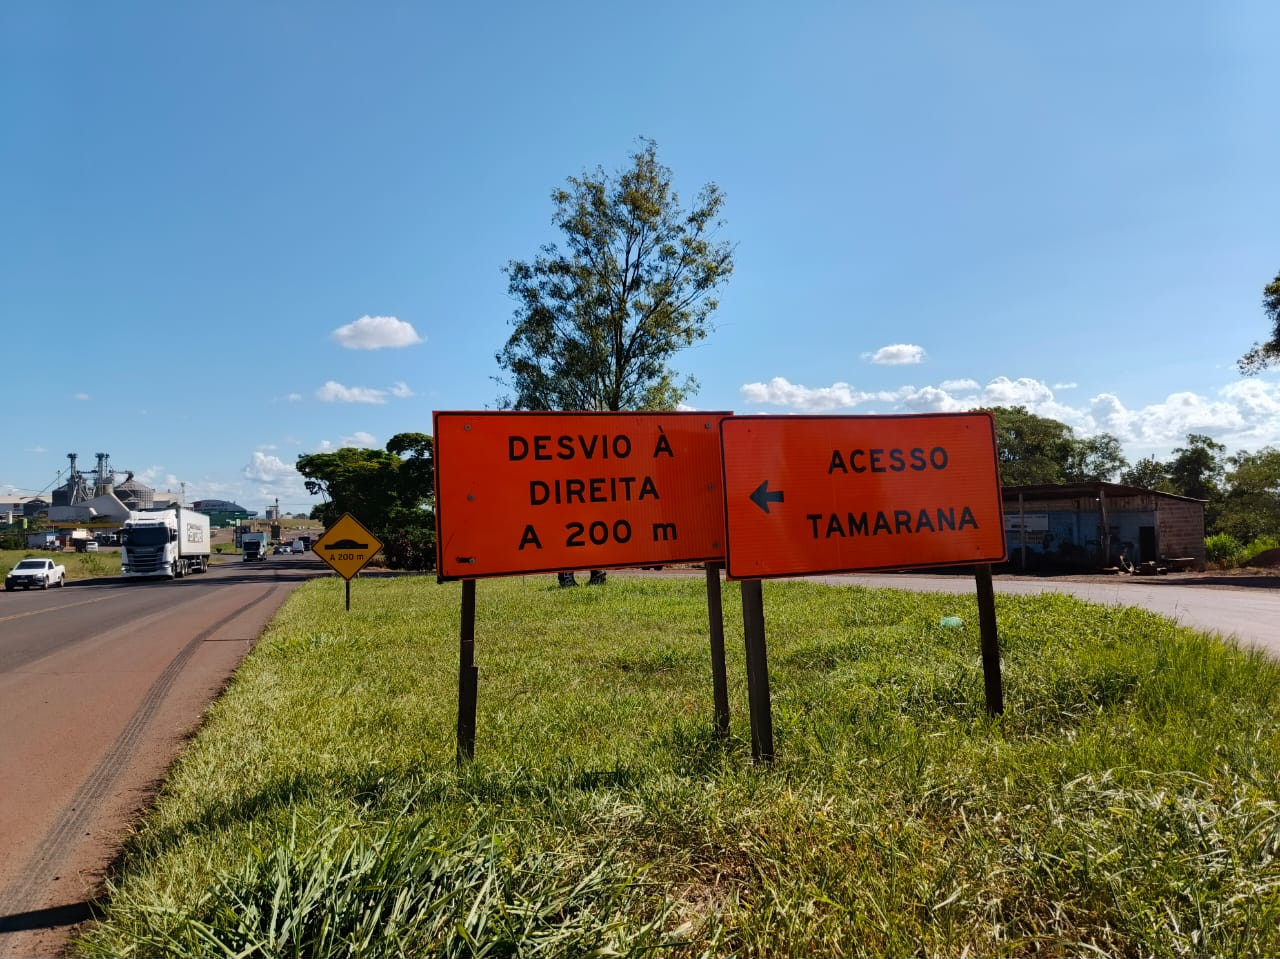 DESVIO À
DIREITA
A 200 m
ACESSO
TAMARANA
A 200 m